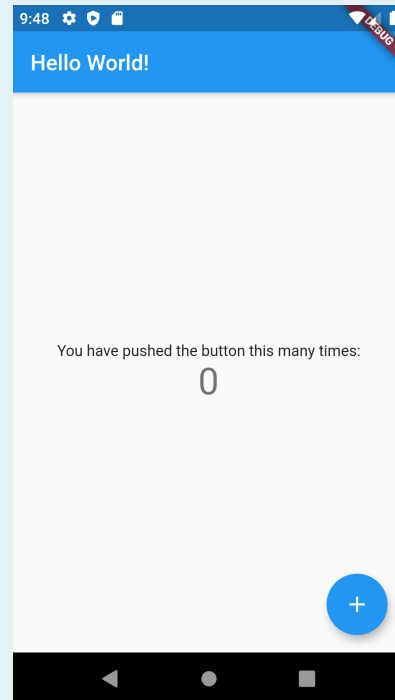 9:48
DEBUG
Hello World!
You have pushed the button this many times:
0
+